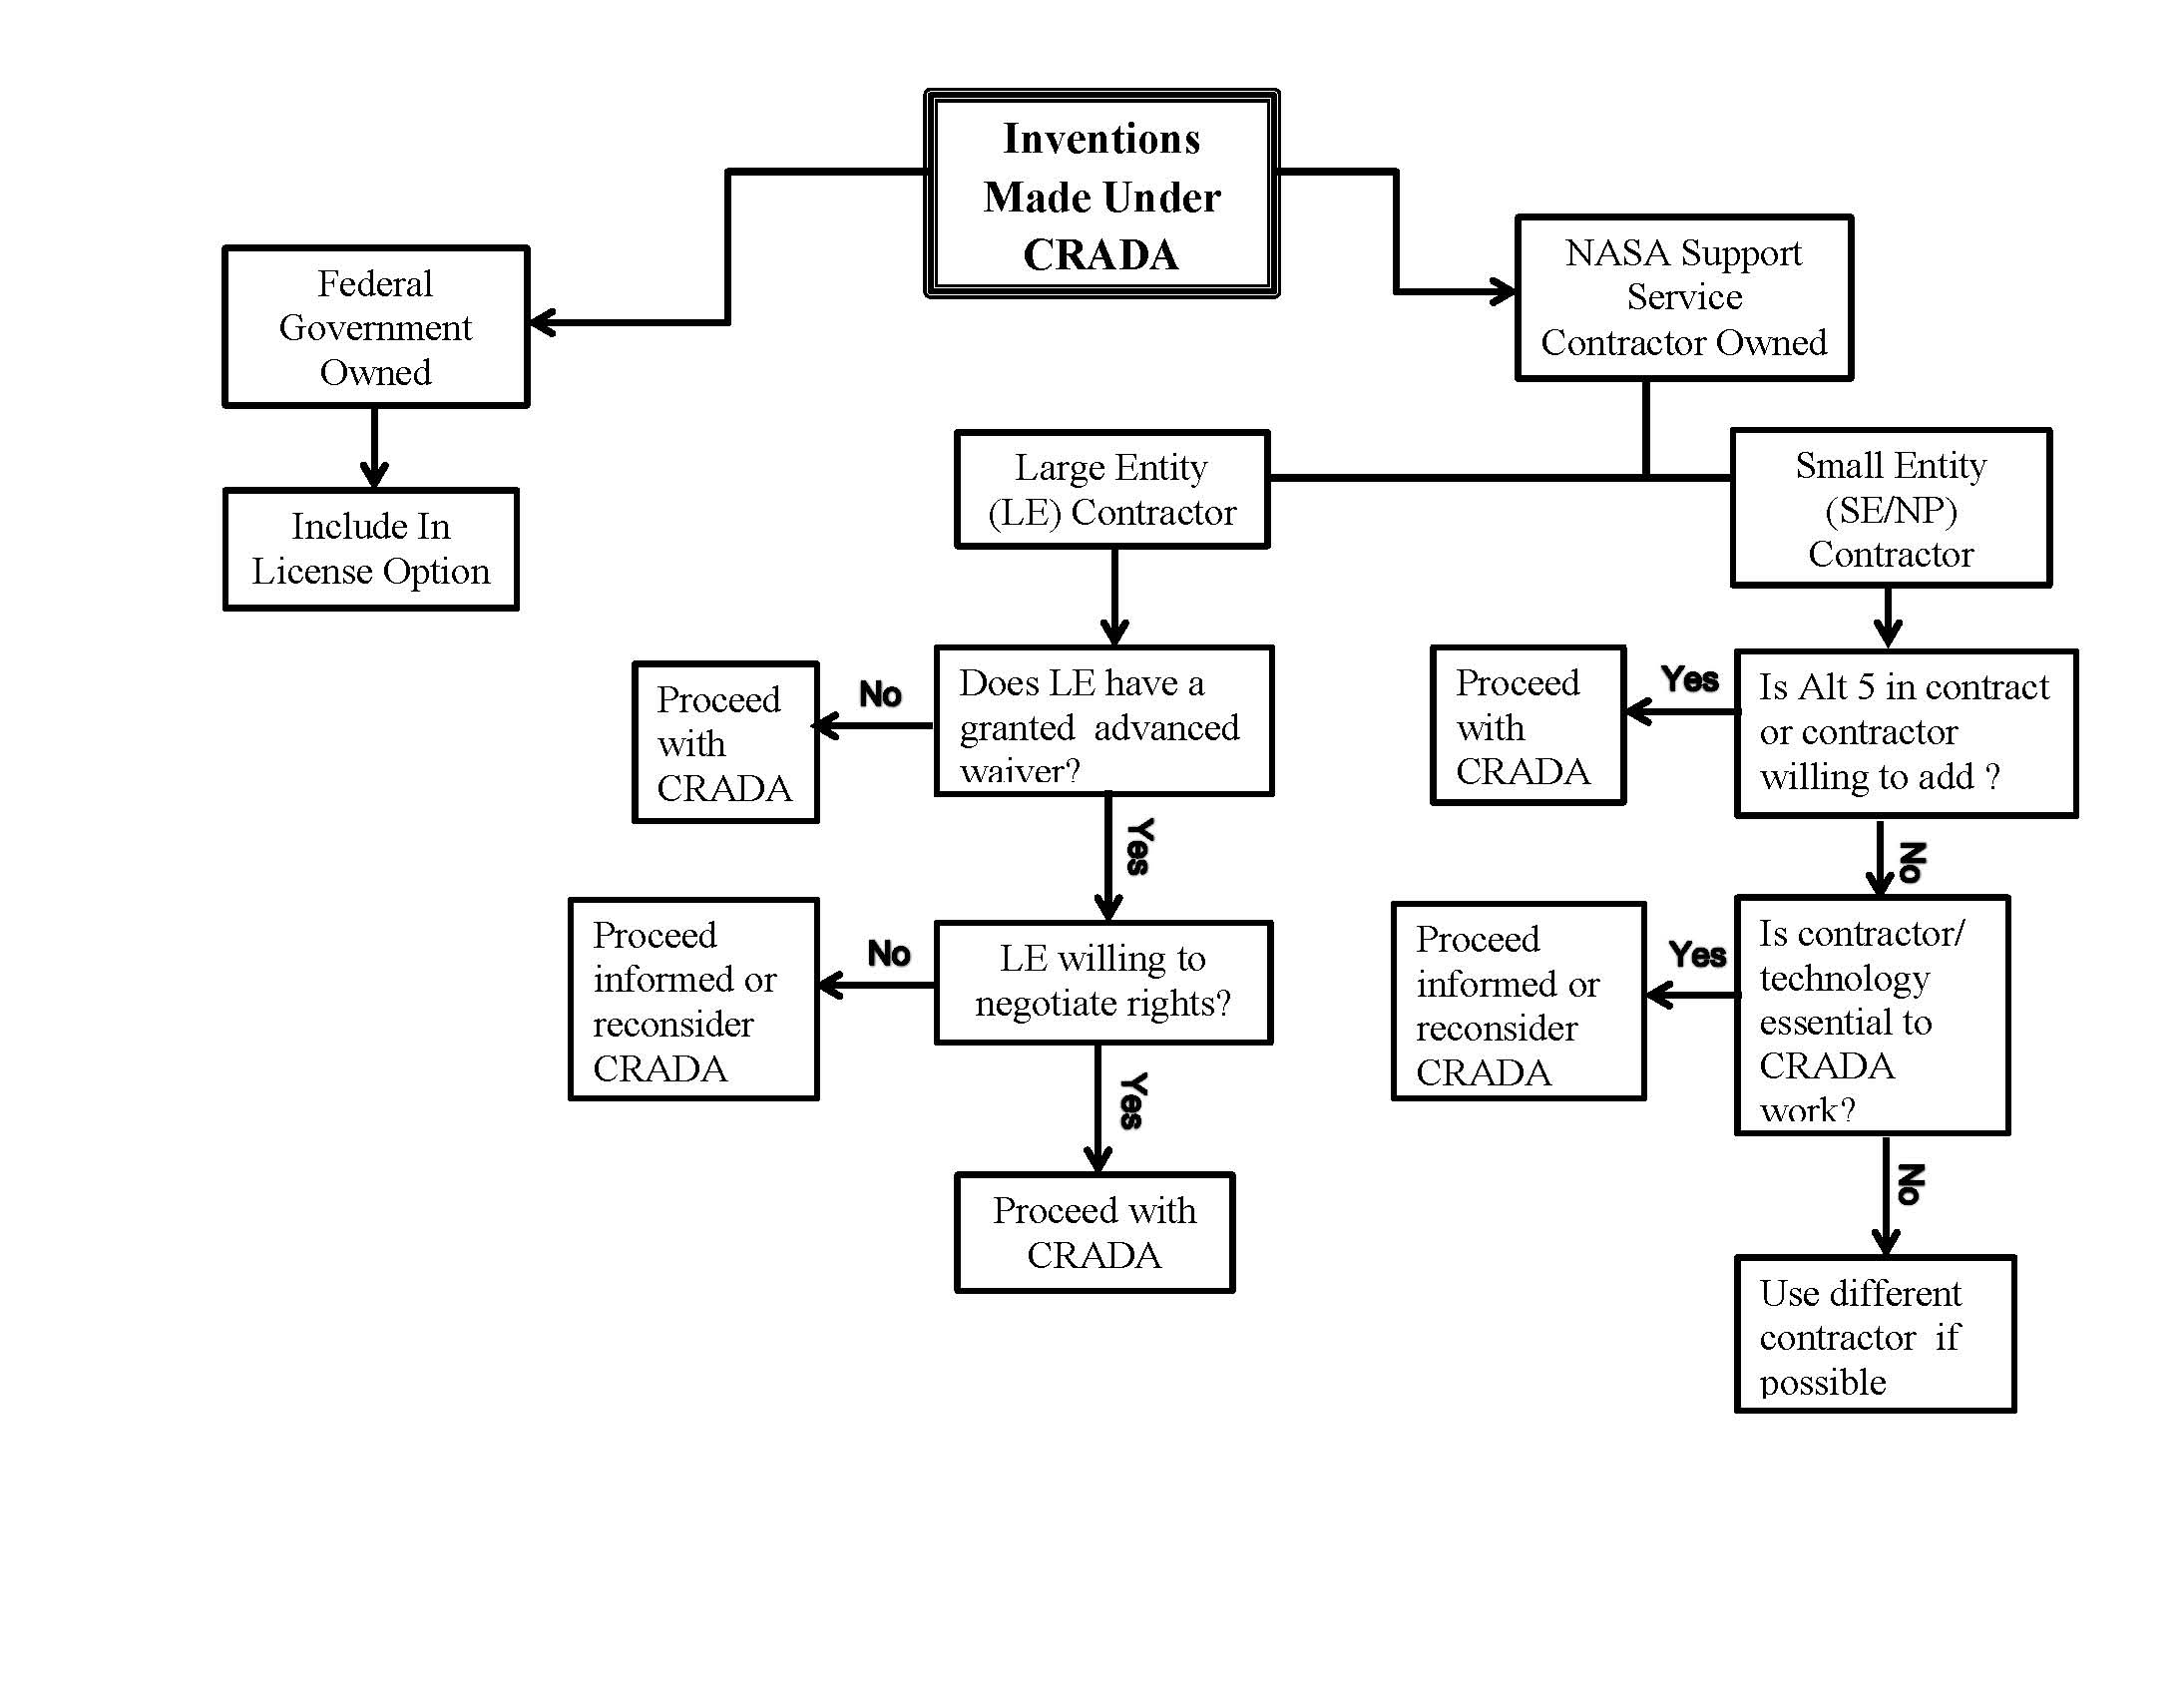 Inventions
Made Under
CRADA
Federal
Government
Owned
NASA Support
Service
Contractor Owned
Include In
License Option
Large Entity
(LE) Contractor
Small Entity
(SE/NP)
Contractor
Does LE have a
granted advanced
waiver?
No
Proceed
with
CRADA
Yes
LE willing to
negotiate rights?
No
Proceed
informed or
reconsider
CRADA
Yes
Proceed with
CRADA
Is Alt 5 in contract
or contractor
willing to add ?
Yes
Proceed
with
CRADA
No
Is contractor/
technology
essential to
CRADA
work?
Yes
Proceed
informed or
reconsider
CRADA
No
Use different
contractor if
possible